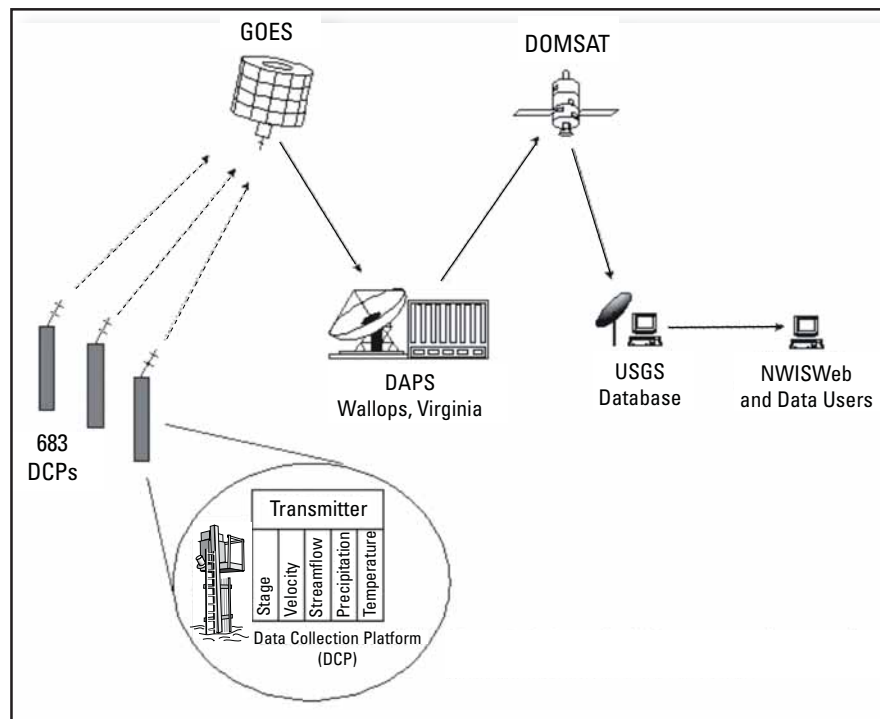 GOES
DOMSAT
DAPS
Wallops, Virginia
USGS
Database
NWISWeb
and Data Users
683
DCPs
Transmitter
Stage
Velocity
Streamflow
Precipitation
Temperature
Data Collection Platform
(DCP)